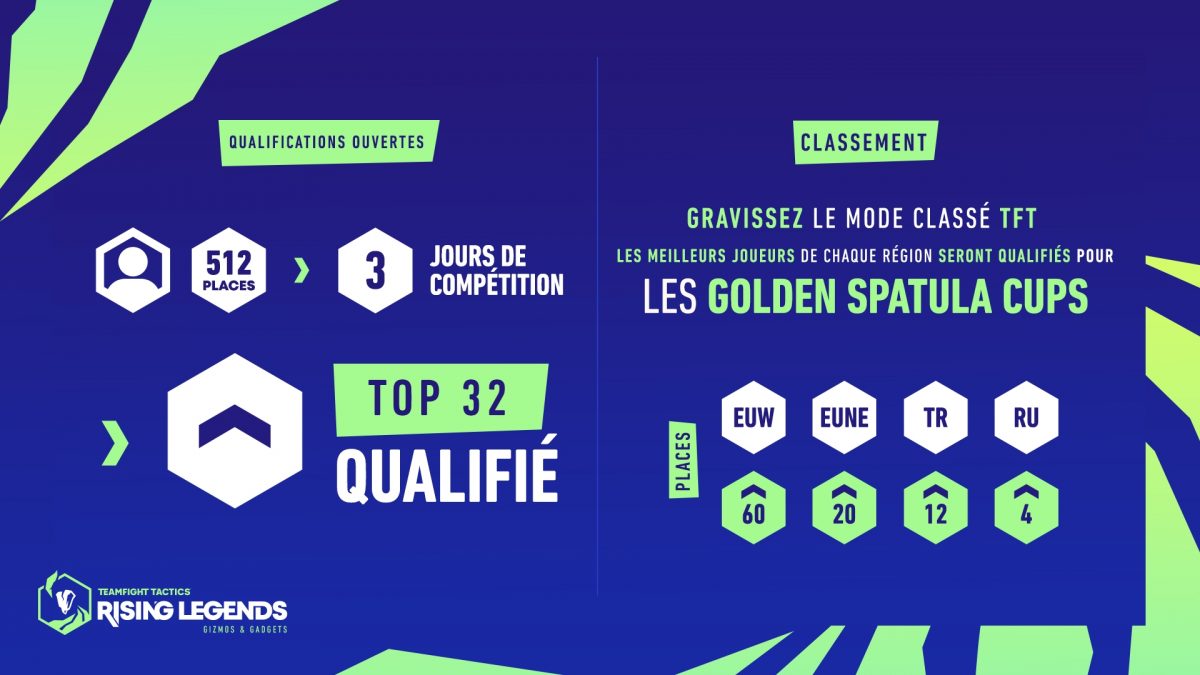 QUALIFICATIONS OUVERTES
512
PLACES
3
JOURS DE
COMPÉTITION
TOP 32
QUALIFIÉ
CLASSEMENT
GRAVISSEZ LE MODE CLASSÉ TFT
LES MEILLEURS JOUEURS DE CHAQUE RÉGION SERONT QUALIFIÉS POUR
LES GOLDEN SPATULA CUPS
PLACES
EUW EUNE TR RU
60 20 12 4
TEAMFIGHT TACTICS
RISING LEGENDS
GIZMOS & GADGETS